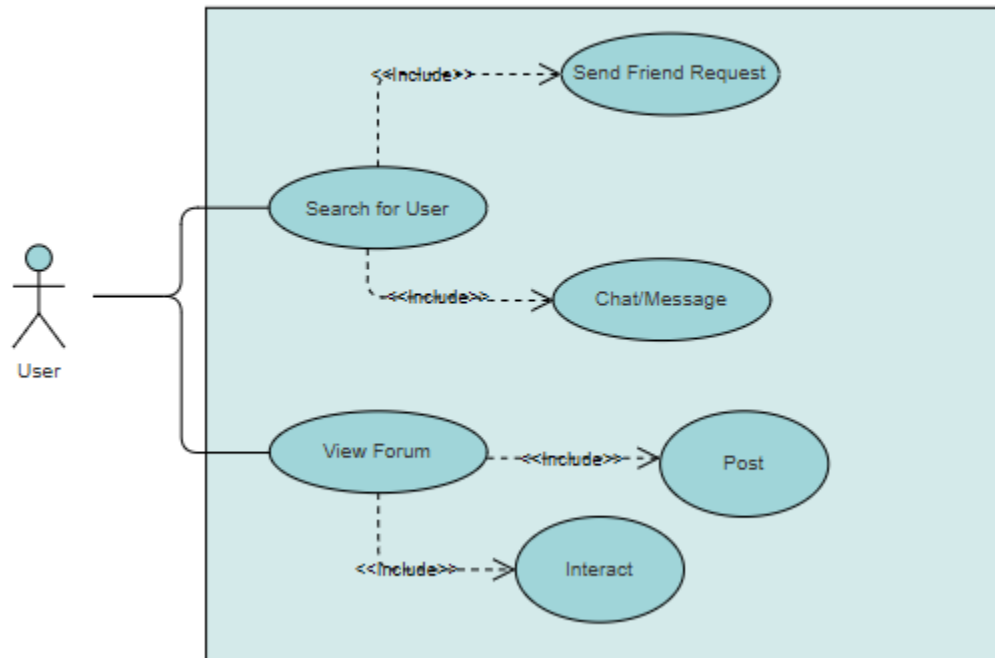 Send Friend Request
<<Include>>
Search for User
<<Include>>
Chat/Message
User
View Forum
<<Include>>
Post
<<Include>>
Interact